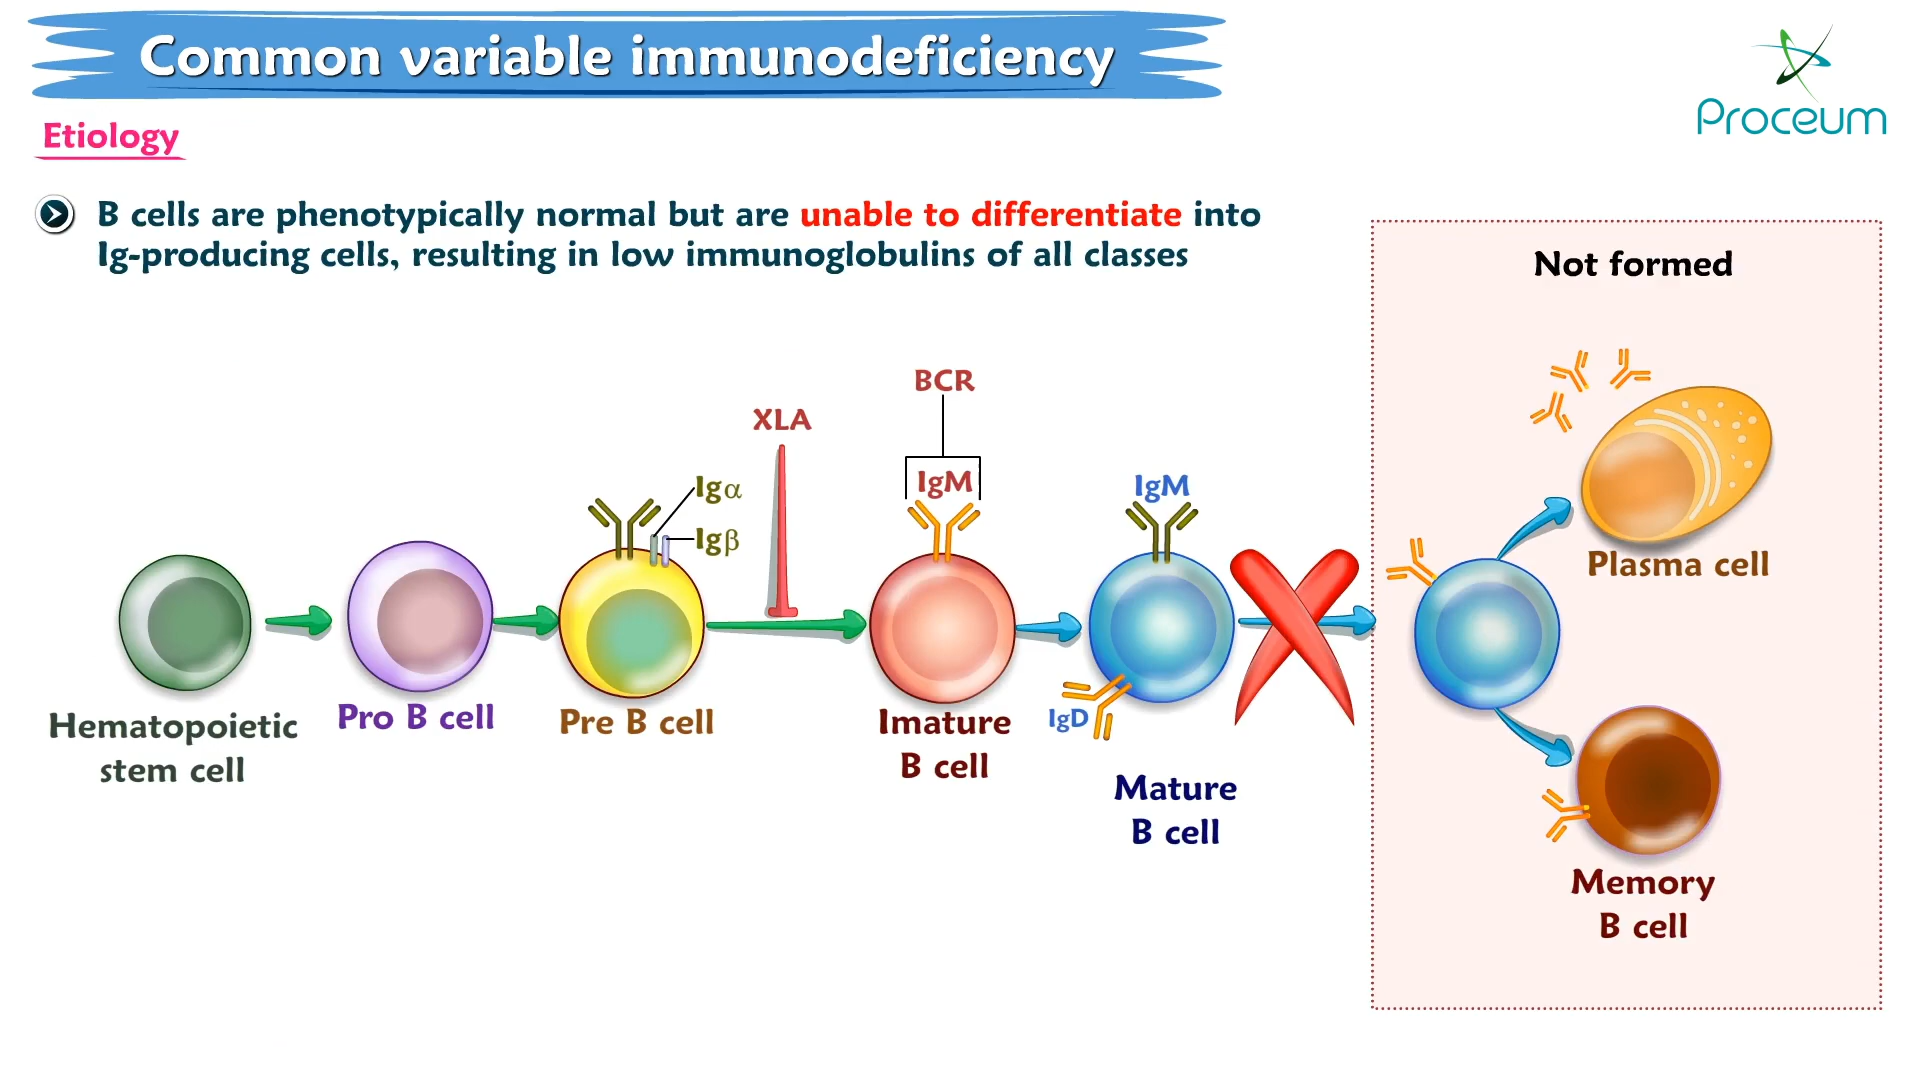 Common variable immunodeficiency
Proceum
Etiology
B cells are phenotypically normal but are unable to differentiate into
Ig-producing cells, resulting in low immunoglobulins of all classes
Not formed
BCR
XLA
IgM
IgM
Igα
Igβ
Plasma cell
Hematopoietic
stem cell
Pro B cell
Pre B cell
Imature
B cell
IgD
Mature
B cell
Memory
B cell